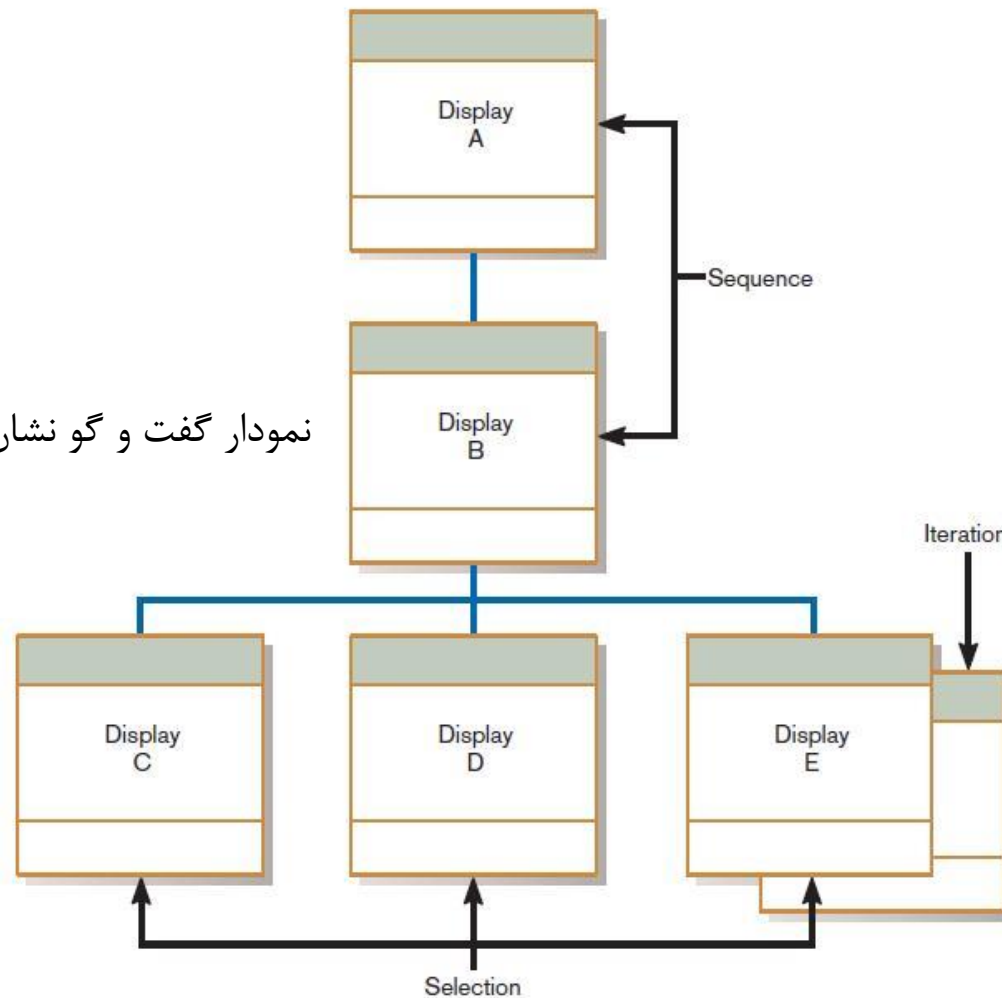 Display
A
Sequence
Display
B
نمودار گفت و گو
Iteration
Display
C
Display
D
Display
E
Selection